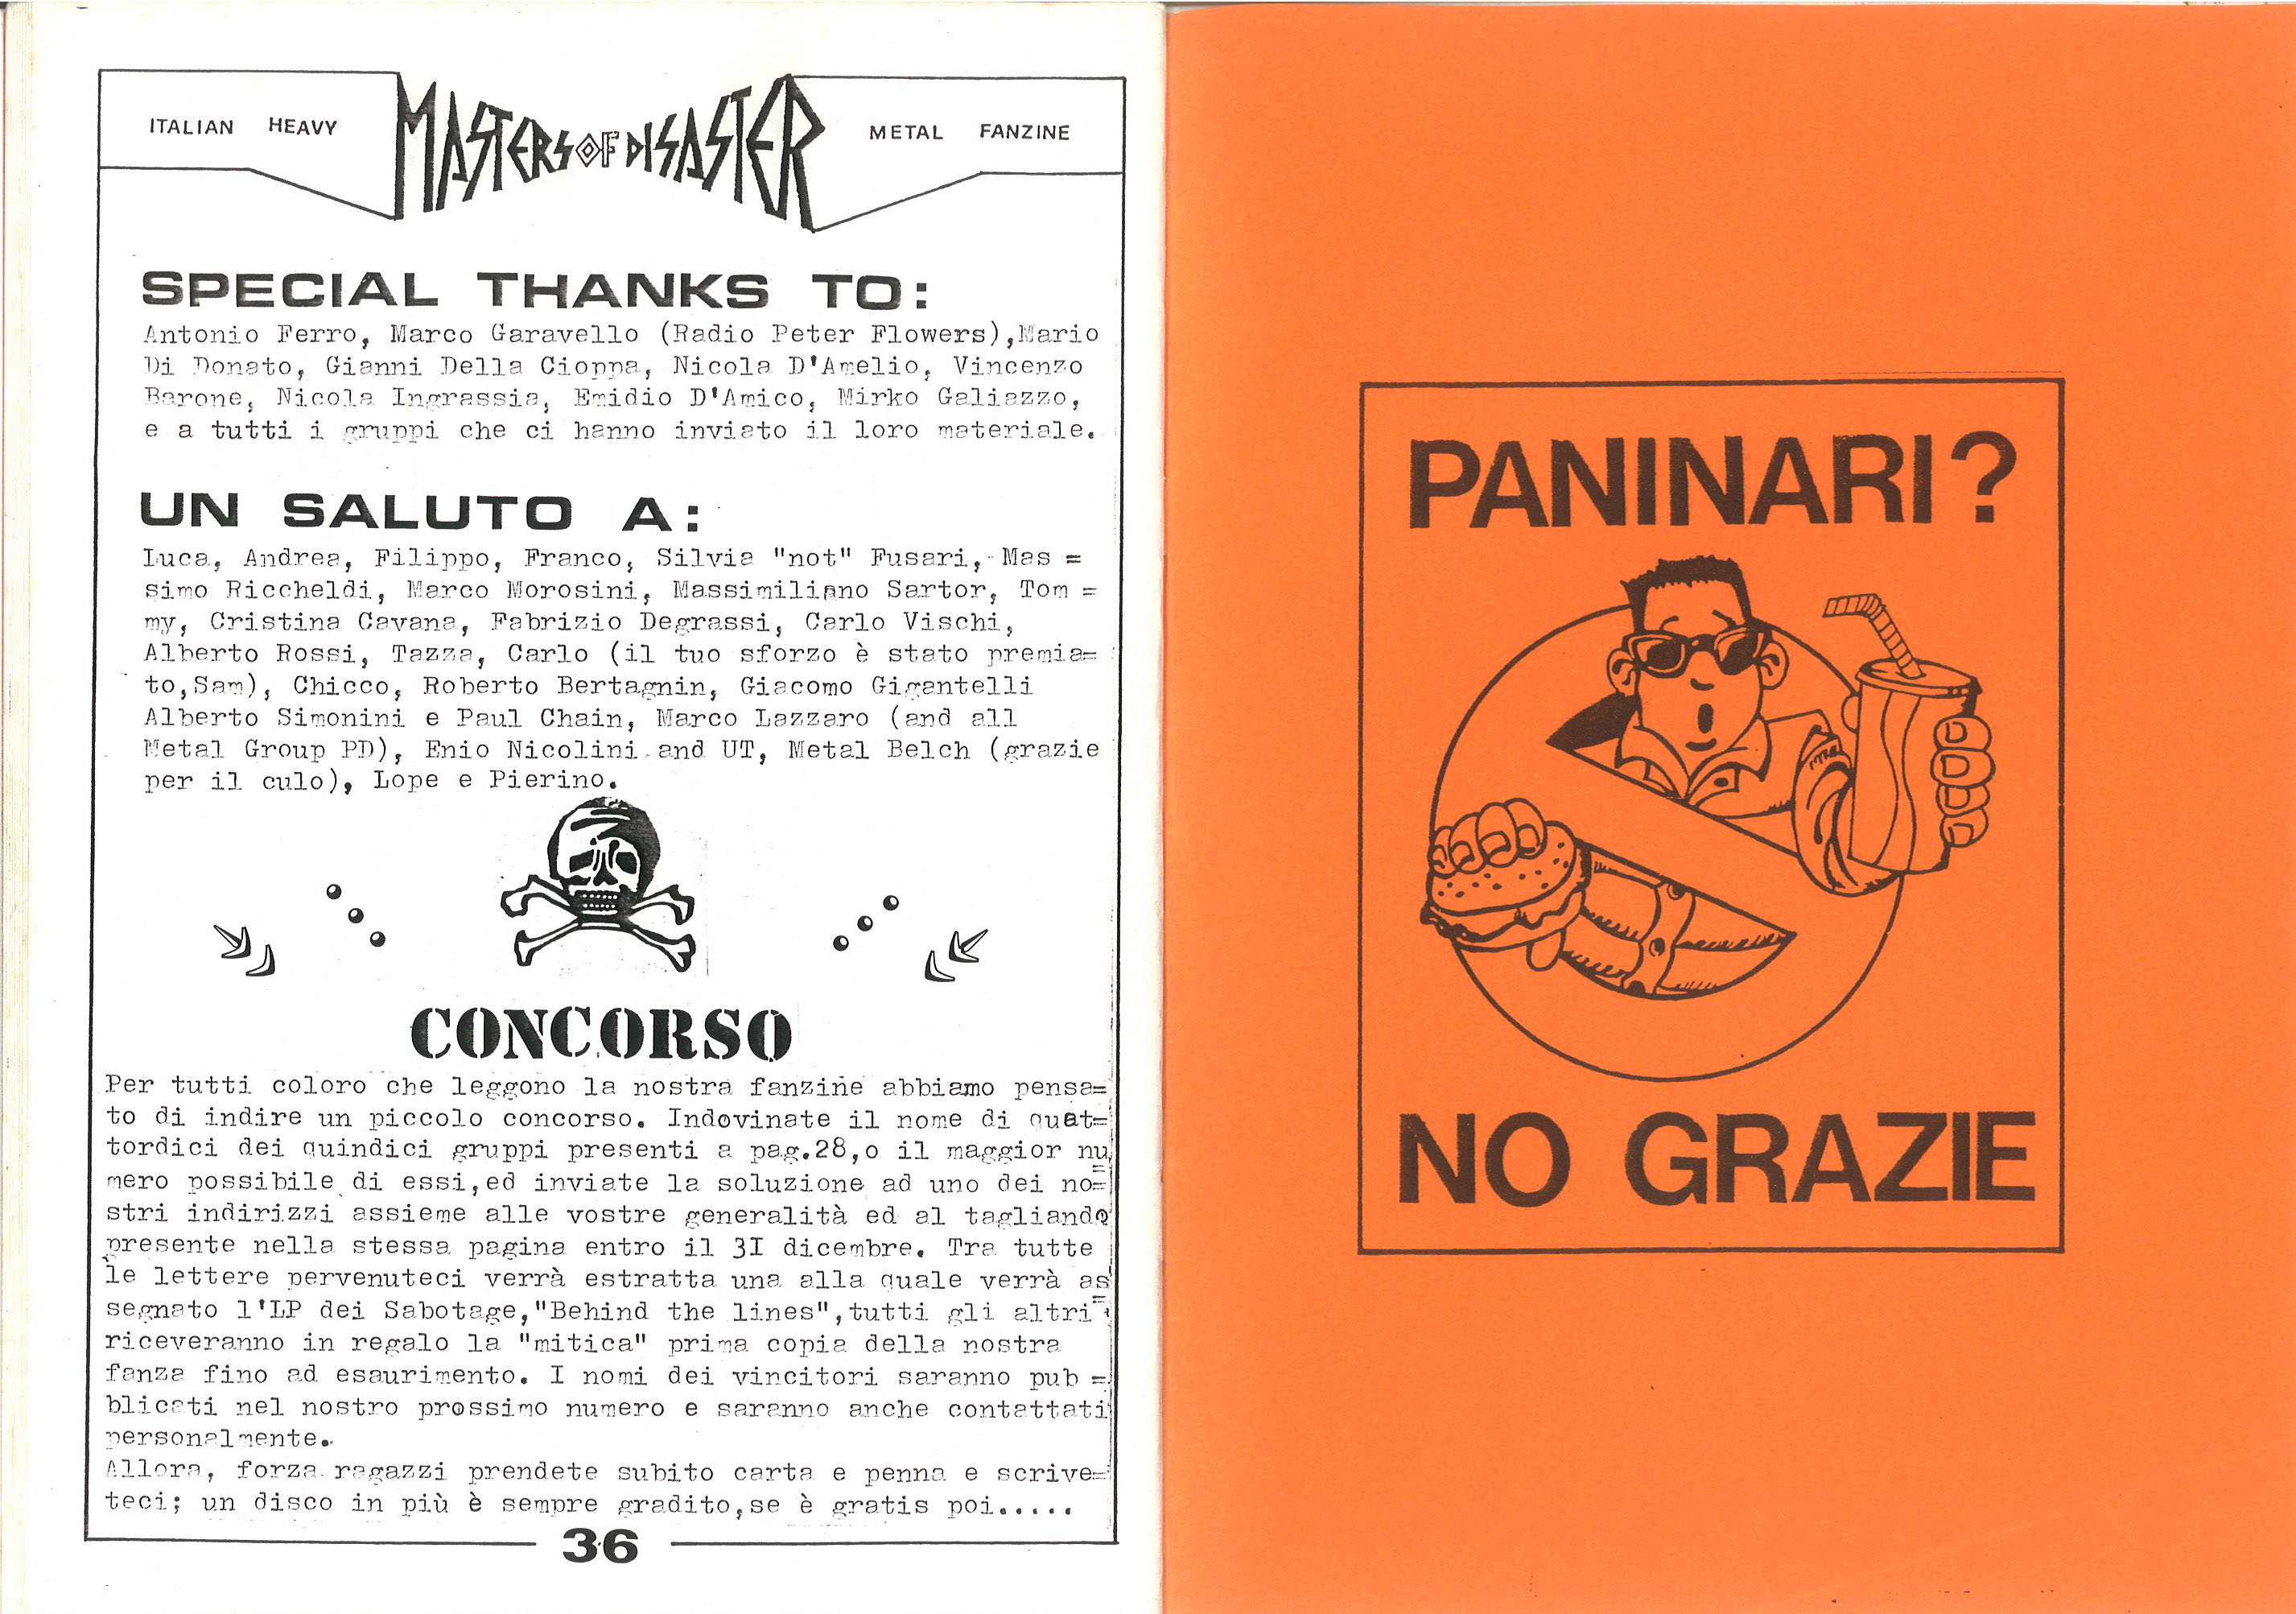 ITALIAN HEAVY
MASTERS OF DISASTER
METAL FANZINE
SPECIAL THANKS TO:
Antonio Ferro, Marco Garavello (Radio Peter Flowers),Mario
Di Donato, Gianni Della Cioppa, Nicola D'Amelio, Vincenzo
Barone, Nicola Ingrassia, Emidio D'Amico, Mirko Galiazzo,
e a tutti i gruppi che ci hanno inviato il loro materiale.
UN SALUTO A:
Luca, Andrea, Filippo, Franco, Silvia "not" Fusari, Mas =
simo Riccheldi, Marco Morosini, Massimiliano Sartor, Tom =
my, Cristina Cavana, Fabrizio Degrassi, Carlo Vischi,
Alberto Rossi, Tazza, Carlo (il tuo sforzo è stato premia=
to,Sam), Chicco, Roberto Bertagnin, Giacomo Gigantelli
Alberto Simonini e Paul Chain, Marco Lazzaro (and all
Metal Group PD), Enio Nicolini and UT, Metal Belch (grazie
per il culo), Lope e Pierino.
CONCORSO
Per tutti coloro che leggono la nostra fanzine abbiamo pensa=
to di indire un piccolo concorso. Indovinate il nome di quat=
tordici dei quindici gruppi presenti a pag.28,o il maggior nu=
mero possibile di essi,ed inviate la soluzione ad uno dei no=
stri indirizzi assieme alle vostre generalità ed al tagliando
presente nella stessa pagina entro il 3I dicembre. Tra tutte
le lettere pervenuteci verrà estratta una alla quale verrà as=
segnato l'LP dei Sabotage,"Behind the lines",tutti gli altri
riceveranno in regalo la "mitica" prima copia della nostra
fanza fino ad esaurimento. I nomi dei vincitori saranno pub =
blicati nel nostro prossimo numero e saranno anche contattati
personalmente.
Allora, forza ragazzi prendete subito carta e penna e scrive=
teci; un disco in più è sempre gradito,se è gratis poi.....
36
PANINARI?
NO GRAZIE